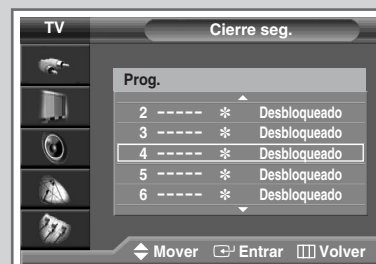 TV Cierre seg.
Prog.
2 ----- ✻ Desbloqueado
3 ----- ✻ Desbloqueado
4 ----- ✻ Desbloqueado
5 ----- ✻ Desbloqueado
6 ----- ✻ Desbloqueado
Mover Entrar Volver